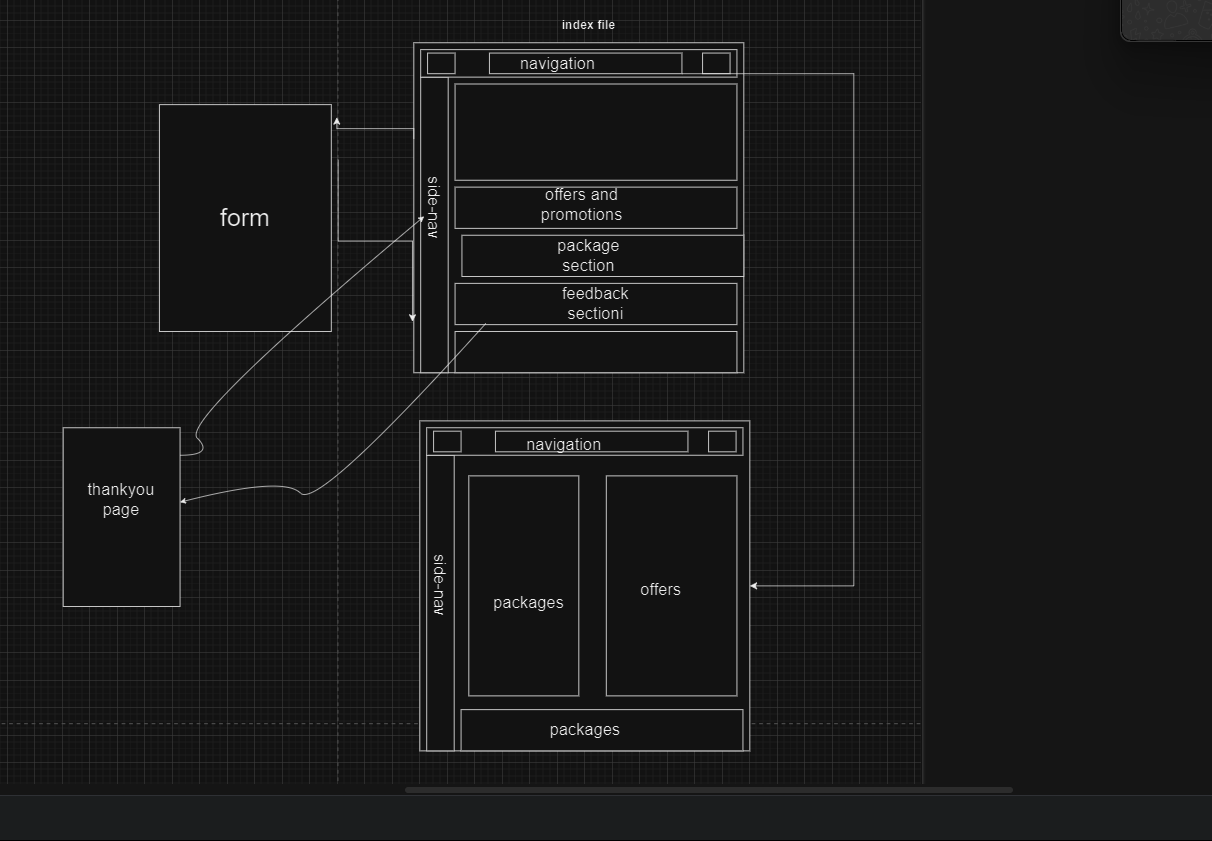 index file
navigation
side-nav
offers and
promotions
package
section
feedback
sectioni
form
thankyou
page
navigation
side-nav
packages
offers
packages